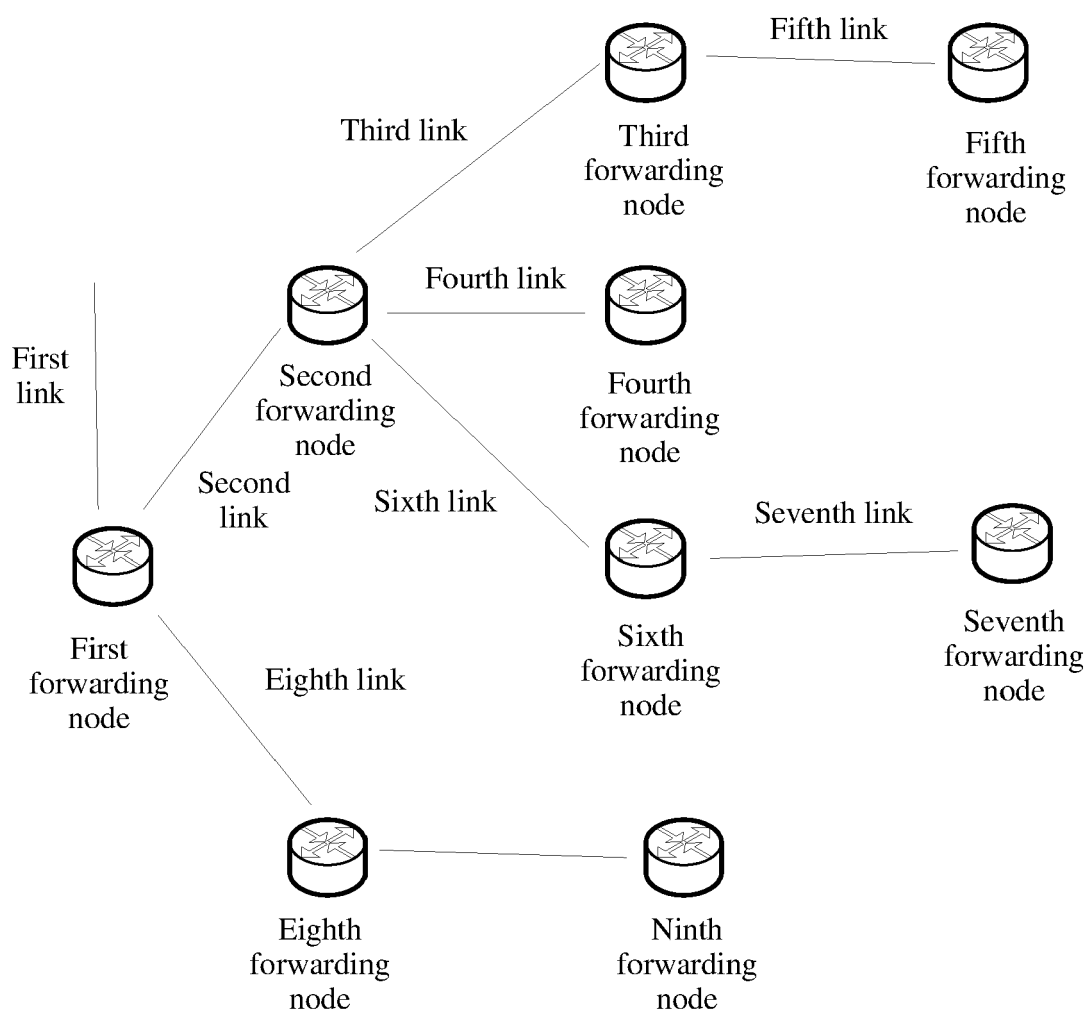 Fifth link
Third link
Third
forwarding
node
Fifth
forwarding
node
Fourth link
First
link
Second
forwarding
node
Fourth
forwarding
node
Second
link
Sixth link
Seventh link
First
forwarding
node
Sixth
forwarding
node
Seventh
forwarding
node
Eighth link
Eighth
forwarding
node
Ninth
forwarding
node